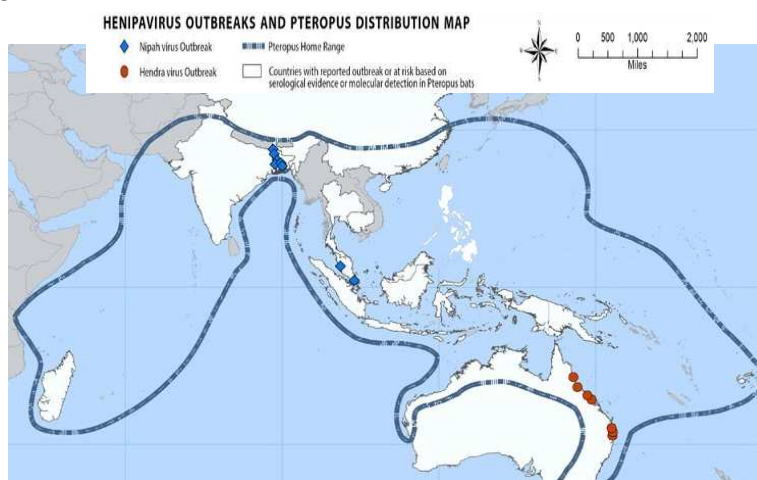 HENIPAVIRUS OUTBREAKS AND PTEROPUS DISTRIBUTION MAP
Nipah virus Outbreak
Pteropus Home Range
Hendra virus Outbreak
Countries with reported outbreak or at risk based on
serological evidence or molecular detection in Pteropus bats
N
0 500 1,000 2,000
Miles